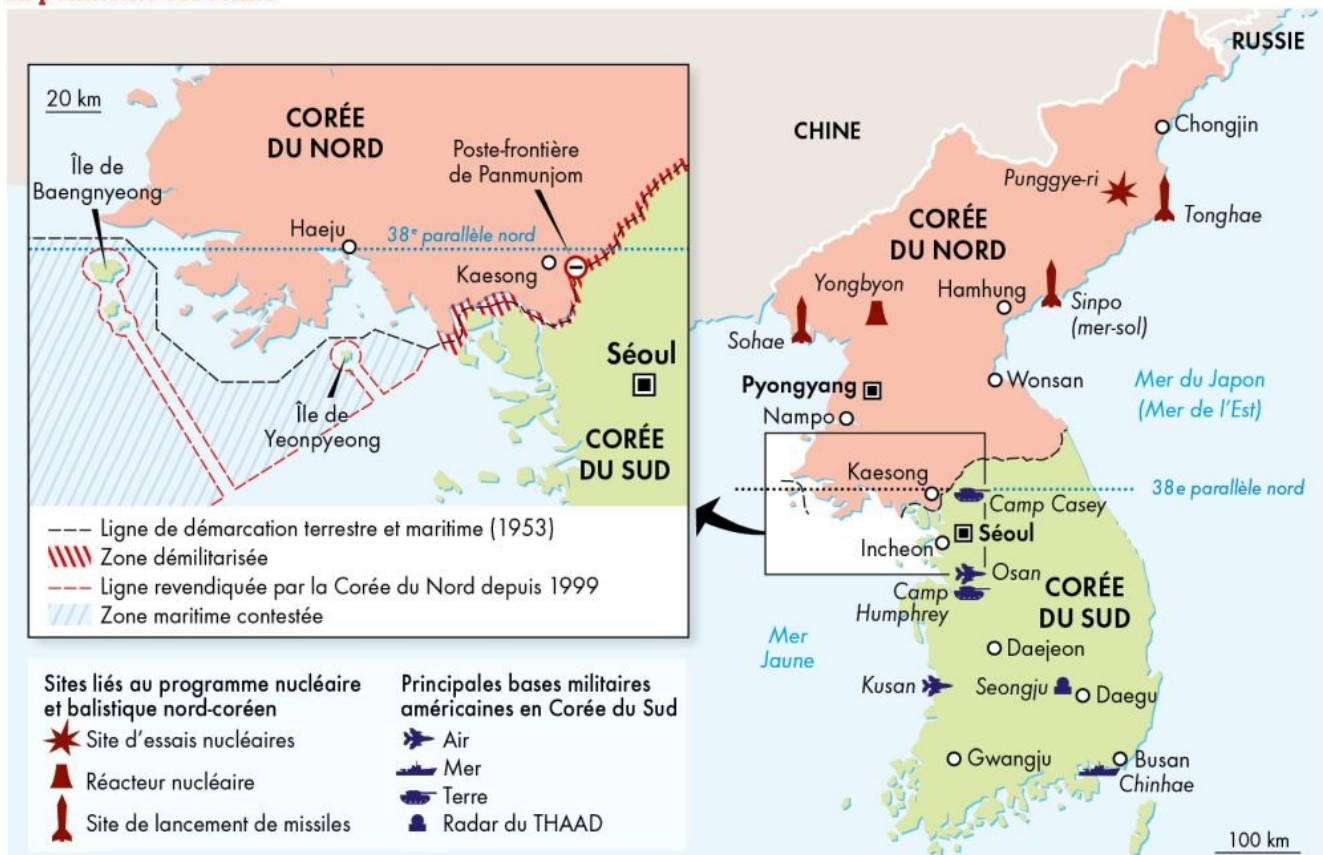 20 km
CORÉE
DU NORD
Île de
Baengnyeong
Poste-frontière
de Panmunjom
Haeju
38e parallèle nord
Kaesong
Séoul
Île de
Yeonpyeong
CORÉE
DU SUD
Ligne de démarcation terrestre et maritime (1953)
Zone démilitarisée
Ligne revendiquée par la Corée du Nord depuis 1999
Zone maritime contestée
Sites liés au programme nucléaire
et balistique nord-coréen
Site d'essais nucléaires
Réacteur nucléaire
Site de lancement de missiles
Principales bases militaires
américaines en Corée du Sud
Air
Mer
Terre
Radar du THAAD
RUSSIE
CHINE
Chongjin
Punggye-ri
Tonghae
CORÉE
DU NORD
Yongbyon
Hamhung
Sinpo
(mer-sol)
Sohae
Pyongyang
Wonsan
Mer du Japon
(Mer de l'Est)
Nampo
Kaesong
38e parallèle nord
Camp Casey
Séoul
Incheon
Osan
Camp
Humphrey
CORÉE
DU SUD
Mer
Jaune
Daejeon
Kusan
Seongju
Daegu
Gwangju
Busan
Chinhae
100 km